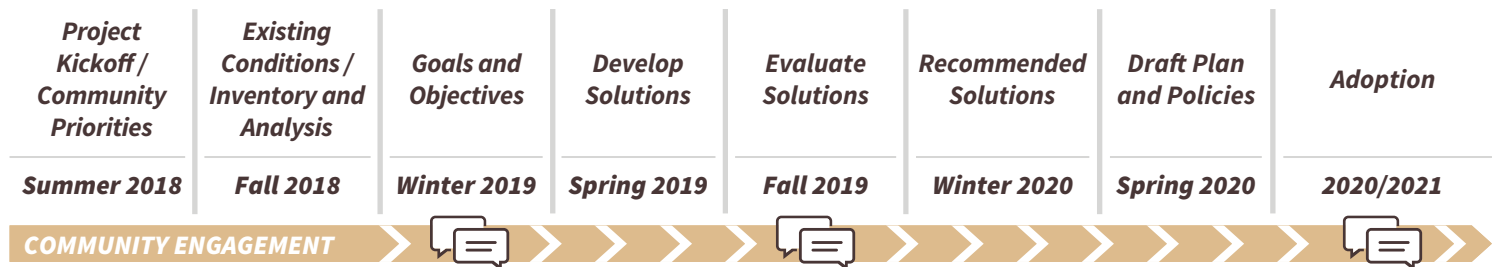 Project
Kickoff /
Community
Priorities
Existing
Conditions /
Inventory and
Analysis
Goals and
Objectives
Develop
Solutions
Evaluate
Solutions
Recommended
Solutions
Draft Plan
and Policies
Adoption
Summer 2018
Fall 2018
Winter 2019
Spring 2019
Fall 2019
Winter 2020
Spring 2020
2020/2021
COMMUNITY ENGAGEMENT